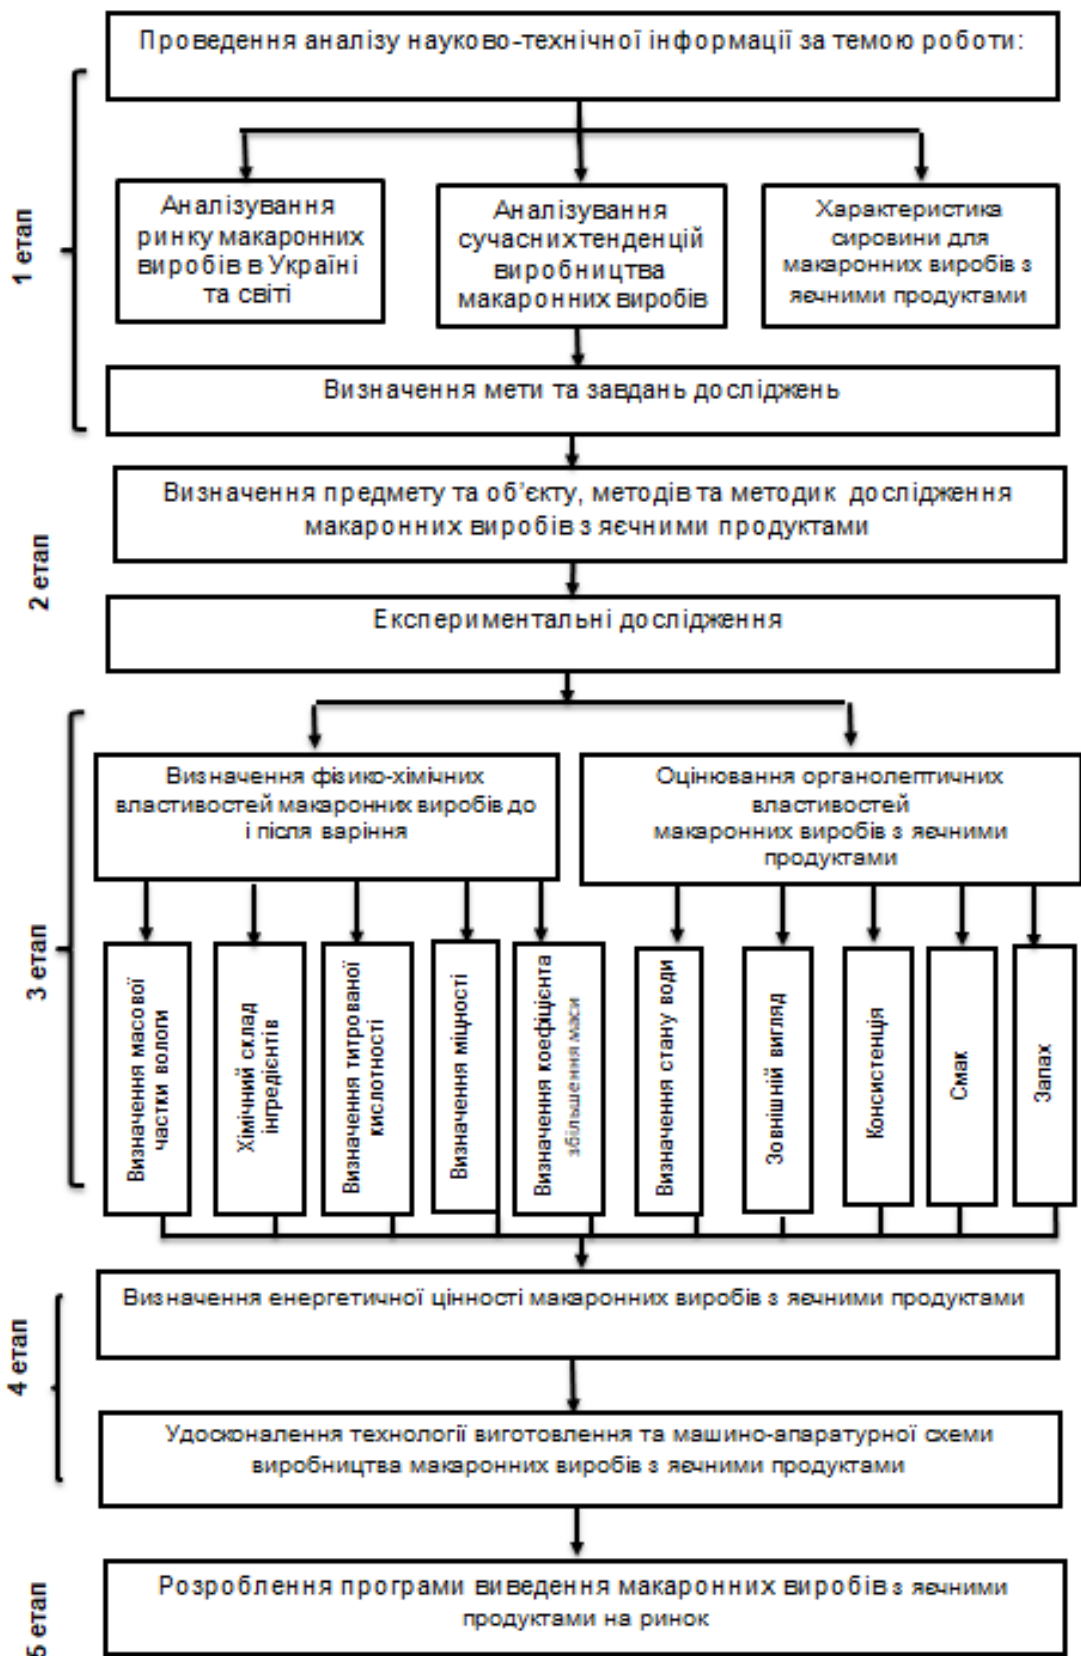 Проведення аналізу науково-технічної інформації за темою роботи:
1 етап
Аналізування
ринку макаронних
виробів в Україні
та світі
Аналізування
сучасних тенденцій
виробництва
макаронних виробів
Характеристика
сировини для
макаронних виробів з
яєчними продуктами
Визначення мети та завдань досліджень
2 етап
Визначення предмету та об’єкту, методів та методик дослідження
макаронних виробів з яєчними продуктами
Експериментальні дослідження
3 етап
Визначення фізико-хімічних
властивостей макаронних виробів до
і після варіння
Оцінювання органолептичних
властивостей
макаронних виробів з яєчними
продуктами
Визначення масової
частки вологи
Хімічний склад
інгредієнтів
Визначення титрованої
кислотності
Визначення міцності
Визначення коефіцієнта
збільшення маси
Визначення стану води
Зовнішній вигляд
Консистенція
Смак
Запах
4 етап
Визначення енергетичної цінності макаронних виробів з яєчними продуктами
Удосконалення технології виготовлення та машино-апаратурної схеми
виробництва макаронних виробів з яєчними продуктами
5 етап
Розроблення програми виведення макаронних виробів з яєчними
продуктами на ринок